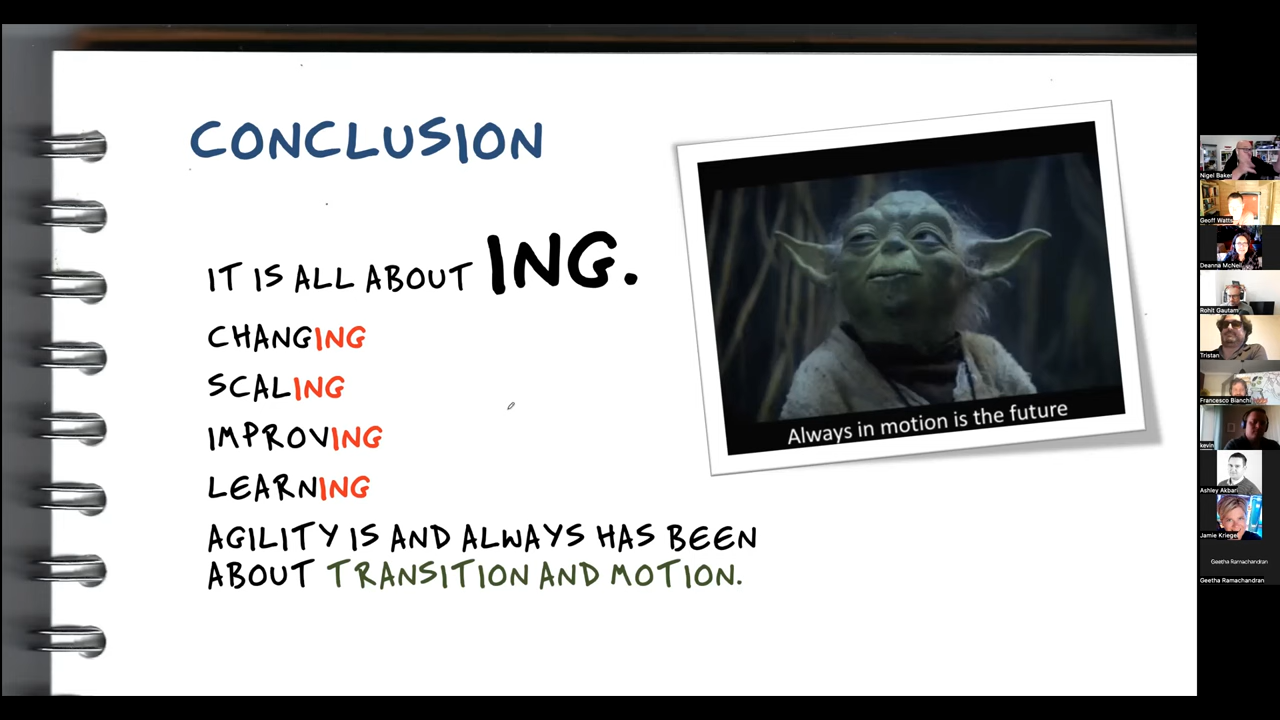 CONCLUSION
IT IS ALL ABOUT ING.
CHANGING
SCALING
IMPROVING
LEARNING
AGILITY IS AND ALWAYS HAS BEEN
ABOUT TRANSITION AND MOTION.
Always in motion is the future
Nigel Baker
Geoff Watts
Deanna McNeil
Rohit Gautam
Tristan
Francesco Bianchi
kevin
Ashley Akbari
Jamie Kriegel
Geetha Ramachandran
Geetha Ramachandran